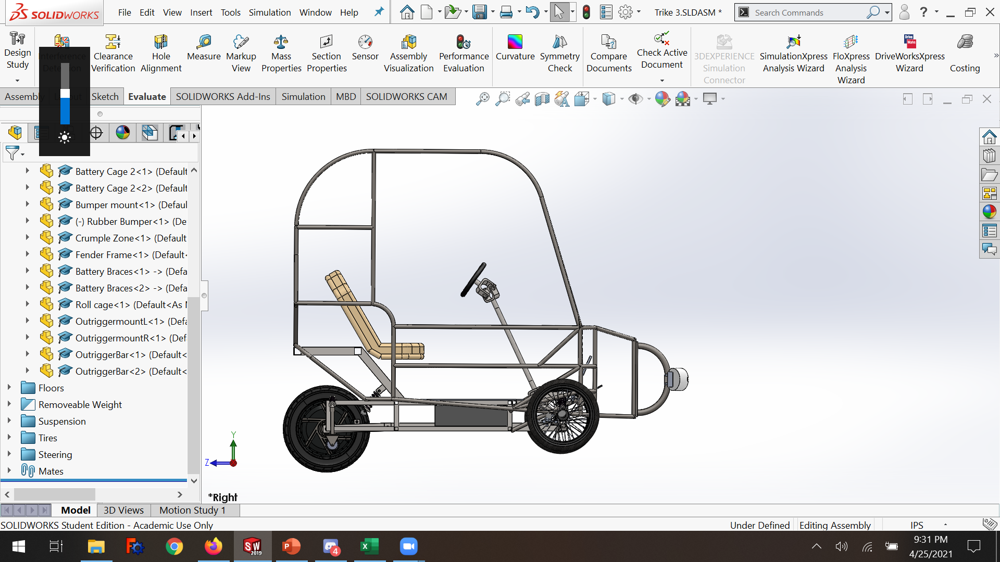 SOLIDWORKS File Edit View Insert Tools Simulation Window Help Trike 3.SLDASM * Search Commands ?
Design Study
Interference Detection
Clearance Verification
Hole Alignment
Measure
Markup View
Mass Properties
Section Properties
Sensor
Assembly Visualization
Performance Evaluation
Curvature
Symmetry Check
Compare Documents
Check Active Document
3DEXPERIENCE Simulation Connector
SimulationXpress Analysis Wizard
FloXpress Analysis Wizard
DriveWorksXpress Wizard
Costing
Assembly Layout Sketch Evaluate SOLIDWORKS Add-Ins Simulation MBD SOLIDWORKS CAM
Battery Cage 2<1> (Default
Battery Cage 2<2> (Default
Bumper mount<1> (Defaul
(-) Rubber Bumper<1> (De
Crumple Zone<1> (Default
Fender Frame<1> (Default<
Battery Braces<1> -> (Defa
Battery Braces<2> -> (Defa
Roll cage<1> (Default<As M
OutriggermountL<1> (Defa
OutriggermountR<1> (Def
OutriggerBar<1> (Default<
OutriggerBar<2> (Default<
Floors
Removeable Weight
Suspension
Tires
Steering
Mates
Y
Z
*Right
Model 3D Views Motion Study 1
SOLIDWORKS Student Edition - Academic Use Only Under Defined Editing Assembly IPS
SW 2019
4
9:31 PM
4/25/2021